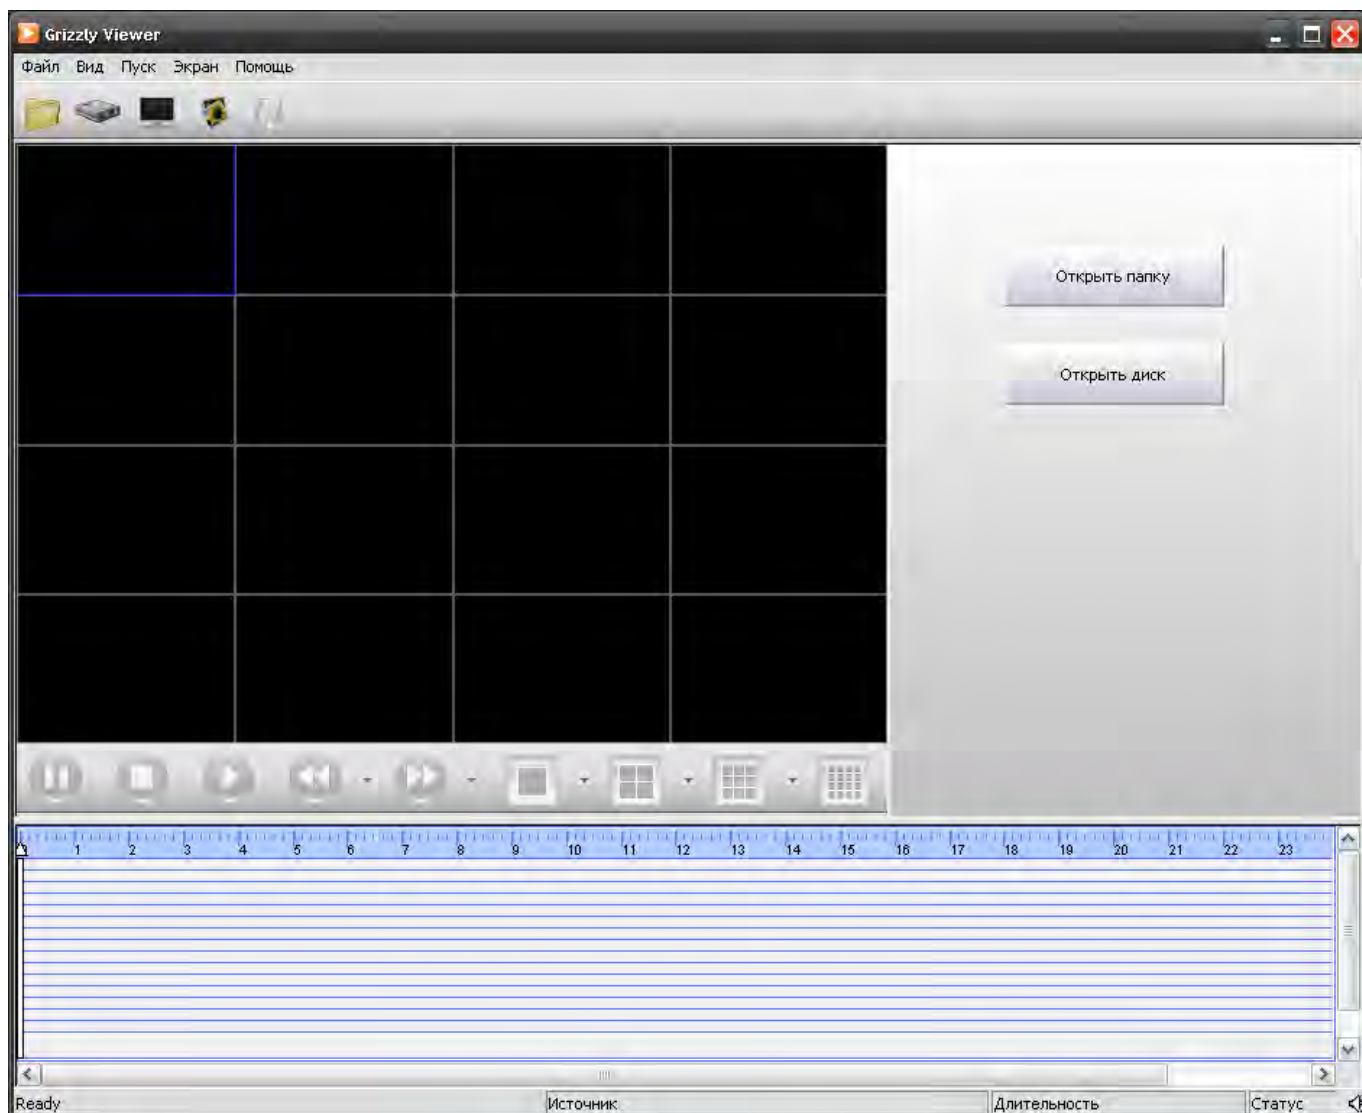 Grizzly Viewer
Файл Вид Пуск Экран Помощь
Открыть папку
Открыть диск
1 2 3 4 5 6 7 8 9 10 11 12 13 14 15 16 17 18 19 20 21 22 23
Ready Источник Длительность Статус